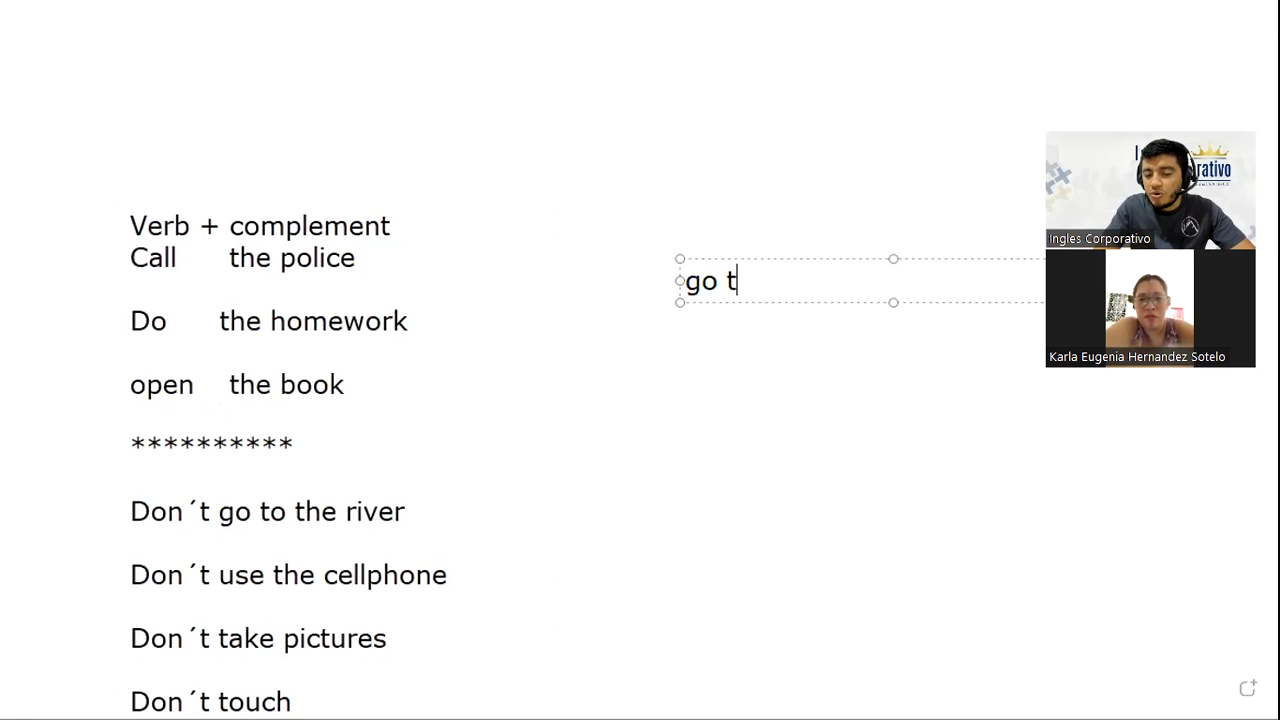 Verb + complement
Call the police
Do the homework
open the book
**********
Don´t go to the river
Don´t use the cellphone
Don´t take pictures
Don´t touch
go t
rativo
Ingles Corporativo
Karla Eugenia Hernandez Sotelo